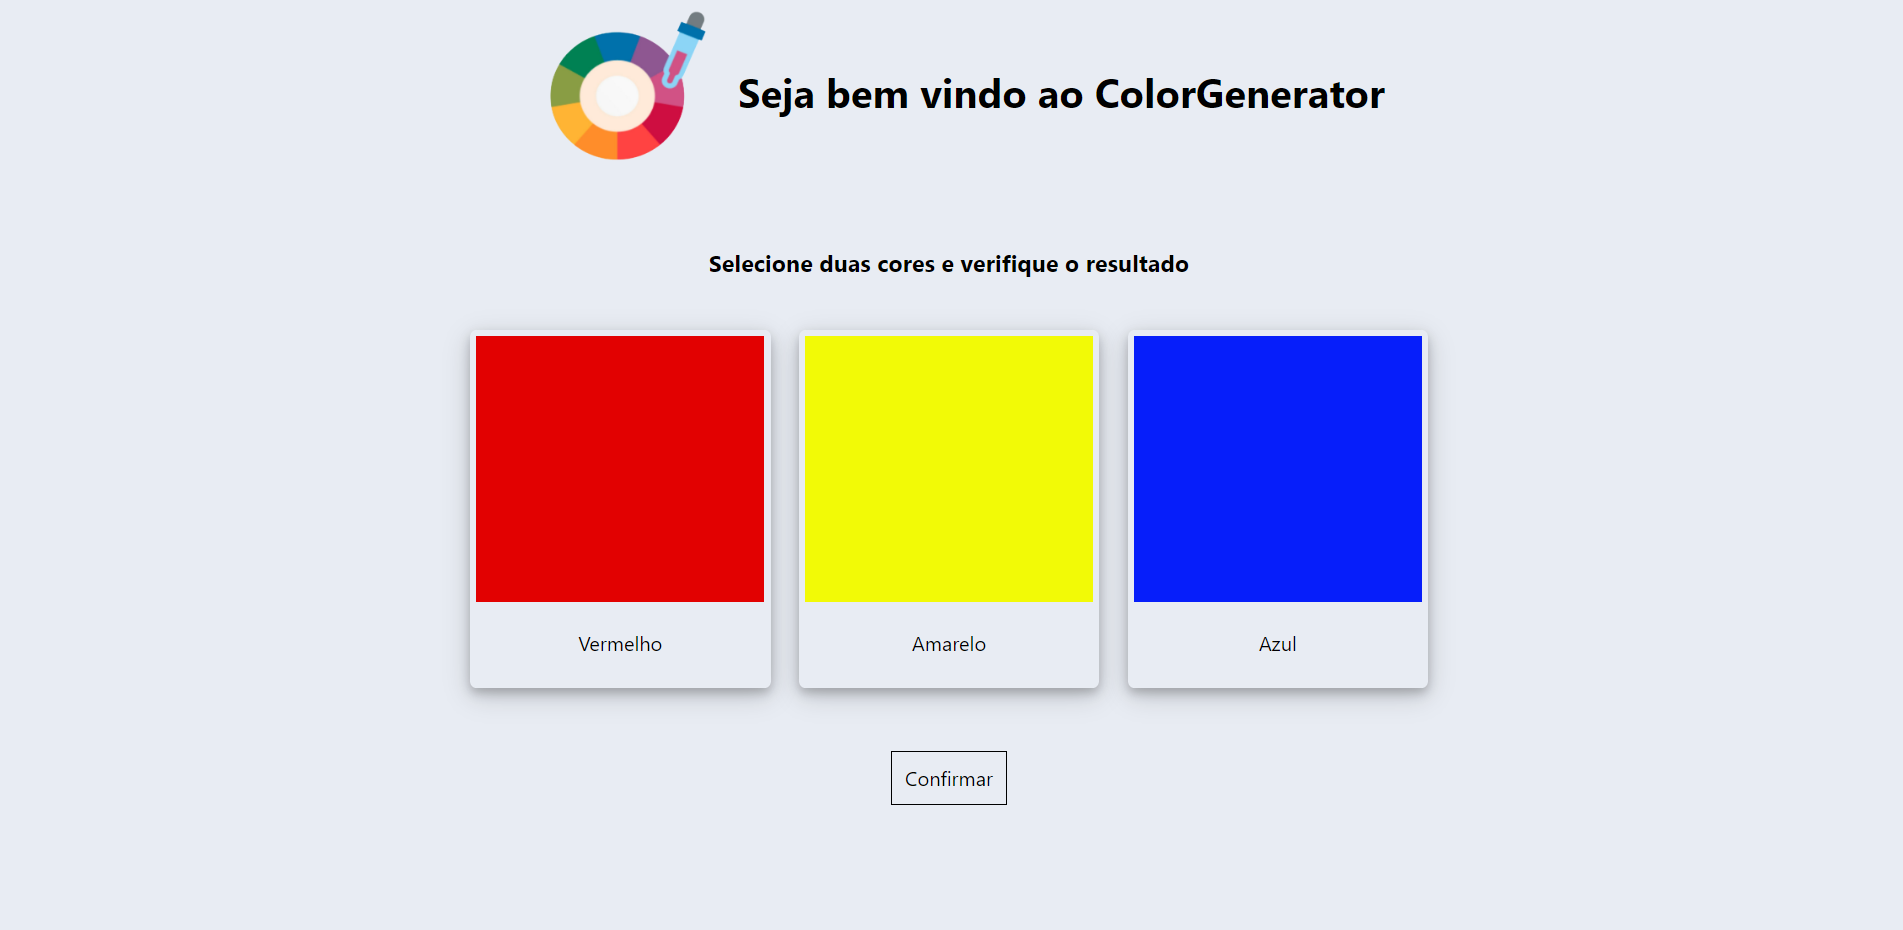 Seja bem vindo ao ColorGenerator
Selecione duas cores e verifique o resultado
Vermelho
Amarelo
Azul
Confirmar